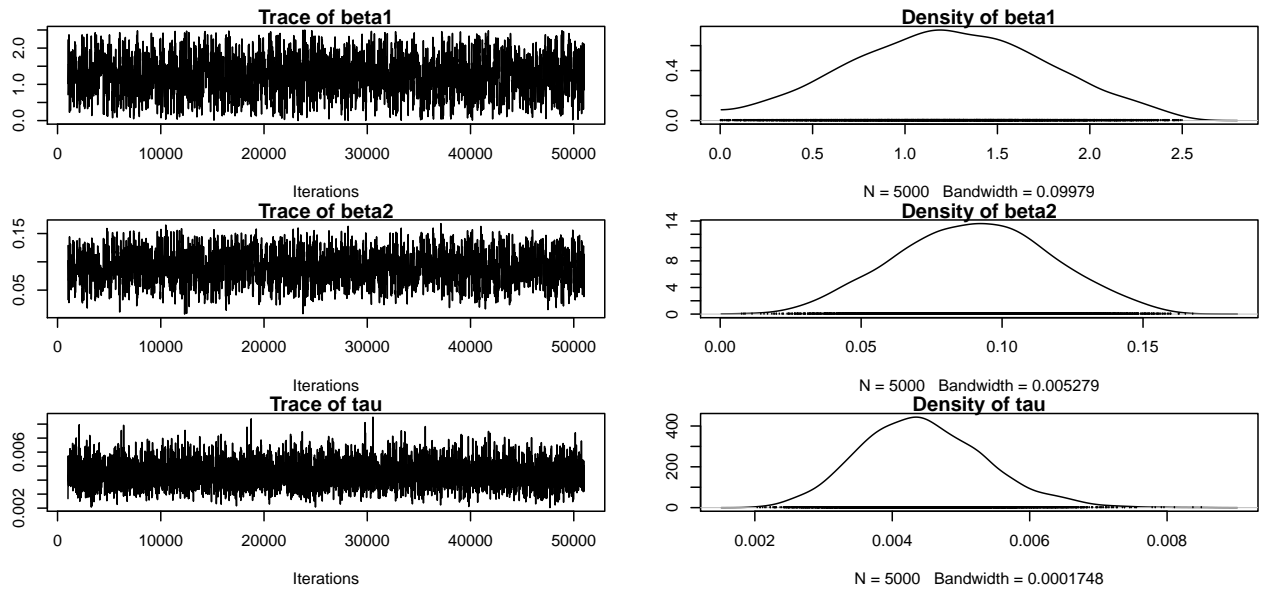 Trace of beta1
0.0 1.0 2.0
0 10000 20000 30000 40000 50000
Iterations
Density of beta1
0.0 0.4
0.0 0.5 1.0 1.5 2.0 2.5
N = 5000 Bandwidth = 0.09979
Trace of beta2
0.05 0.15
0 10000 20000 30000 40000 50000
Iterations
Density of beta2
0 4 8 14
0.00 0.05 0.10 0.15
N = 5000 Bandwidth = 0.005279
Trace of tau
0.002 0.006
0 10000 20000 30000 40000 50000
Iterations
Density of tau
0 200 400
0.002 0.004 0.006 0.008
N = 5000 Bandwidth = 0.0001748